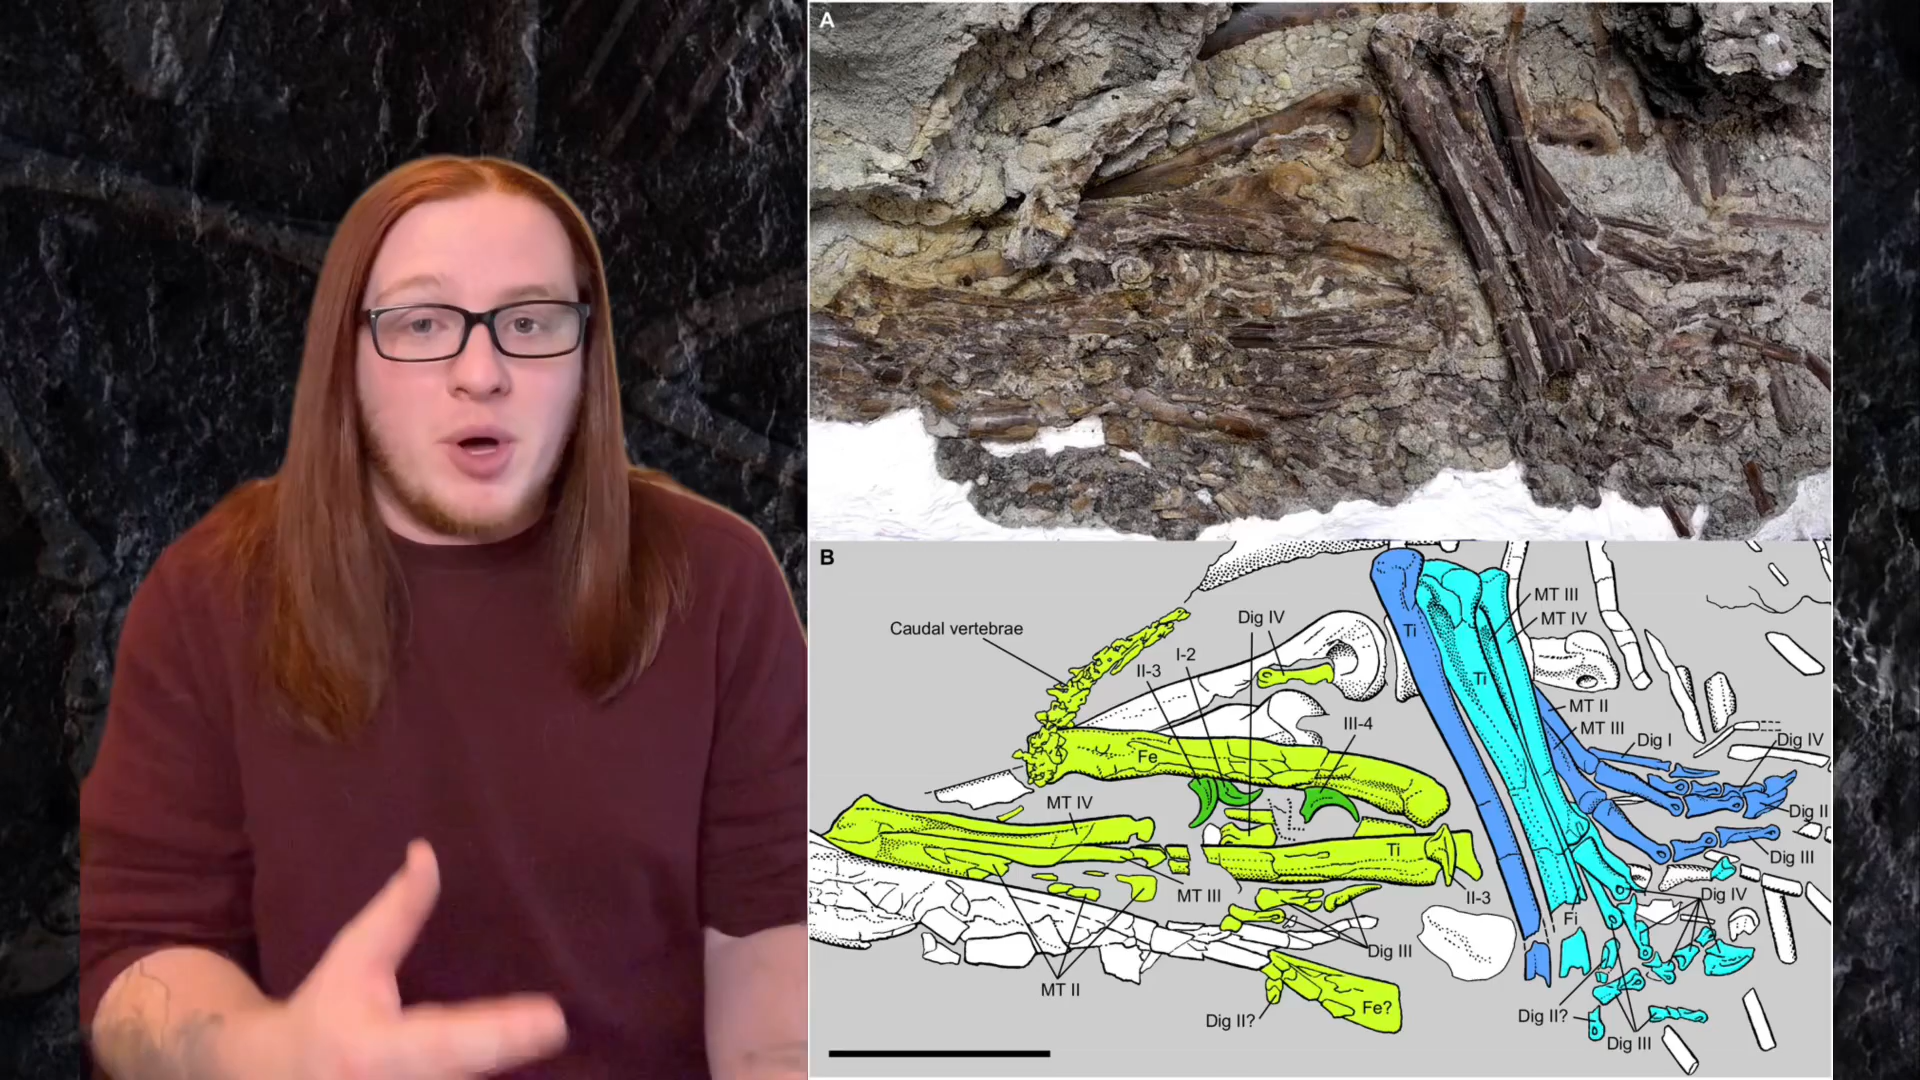 A
B
Caudal vertebrae
Dig IV
I-2
II-3
III-4
Fe
MT IV
Ti
MT III
II-3
Dig III
MT II
Dig II?
Fe?
Ti
Ti
MT III
MT IV
MT II
MT III
Dig I
Dig IV
Dig II
Dig III
Dig IV
Fi
Dig II?
Dig III